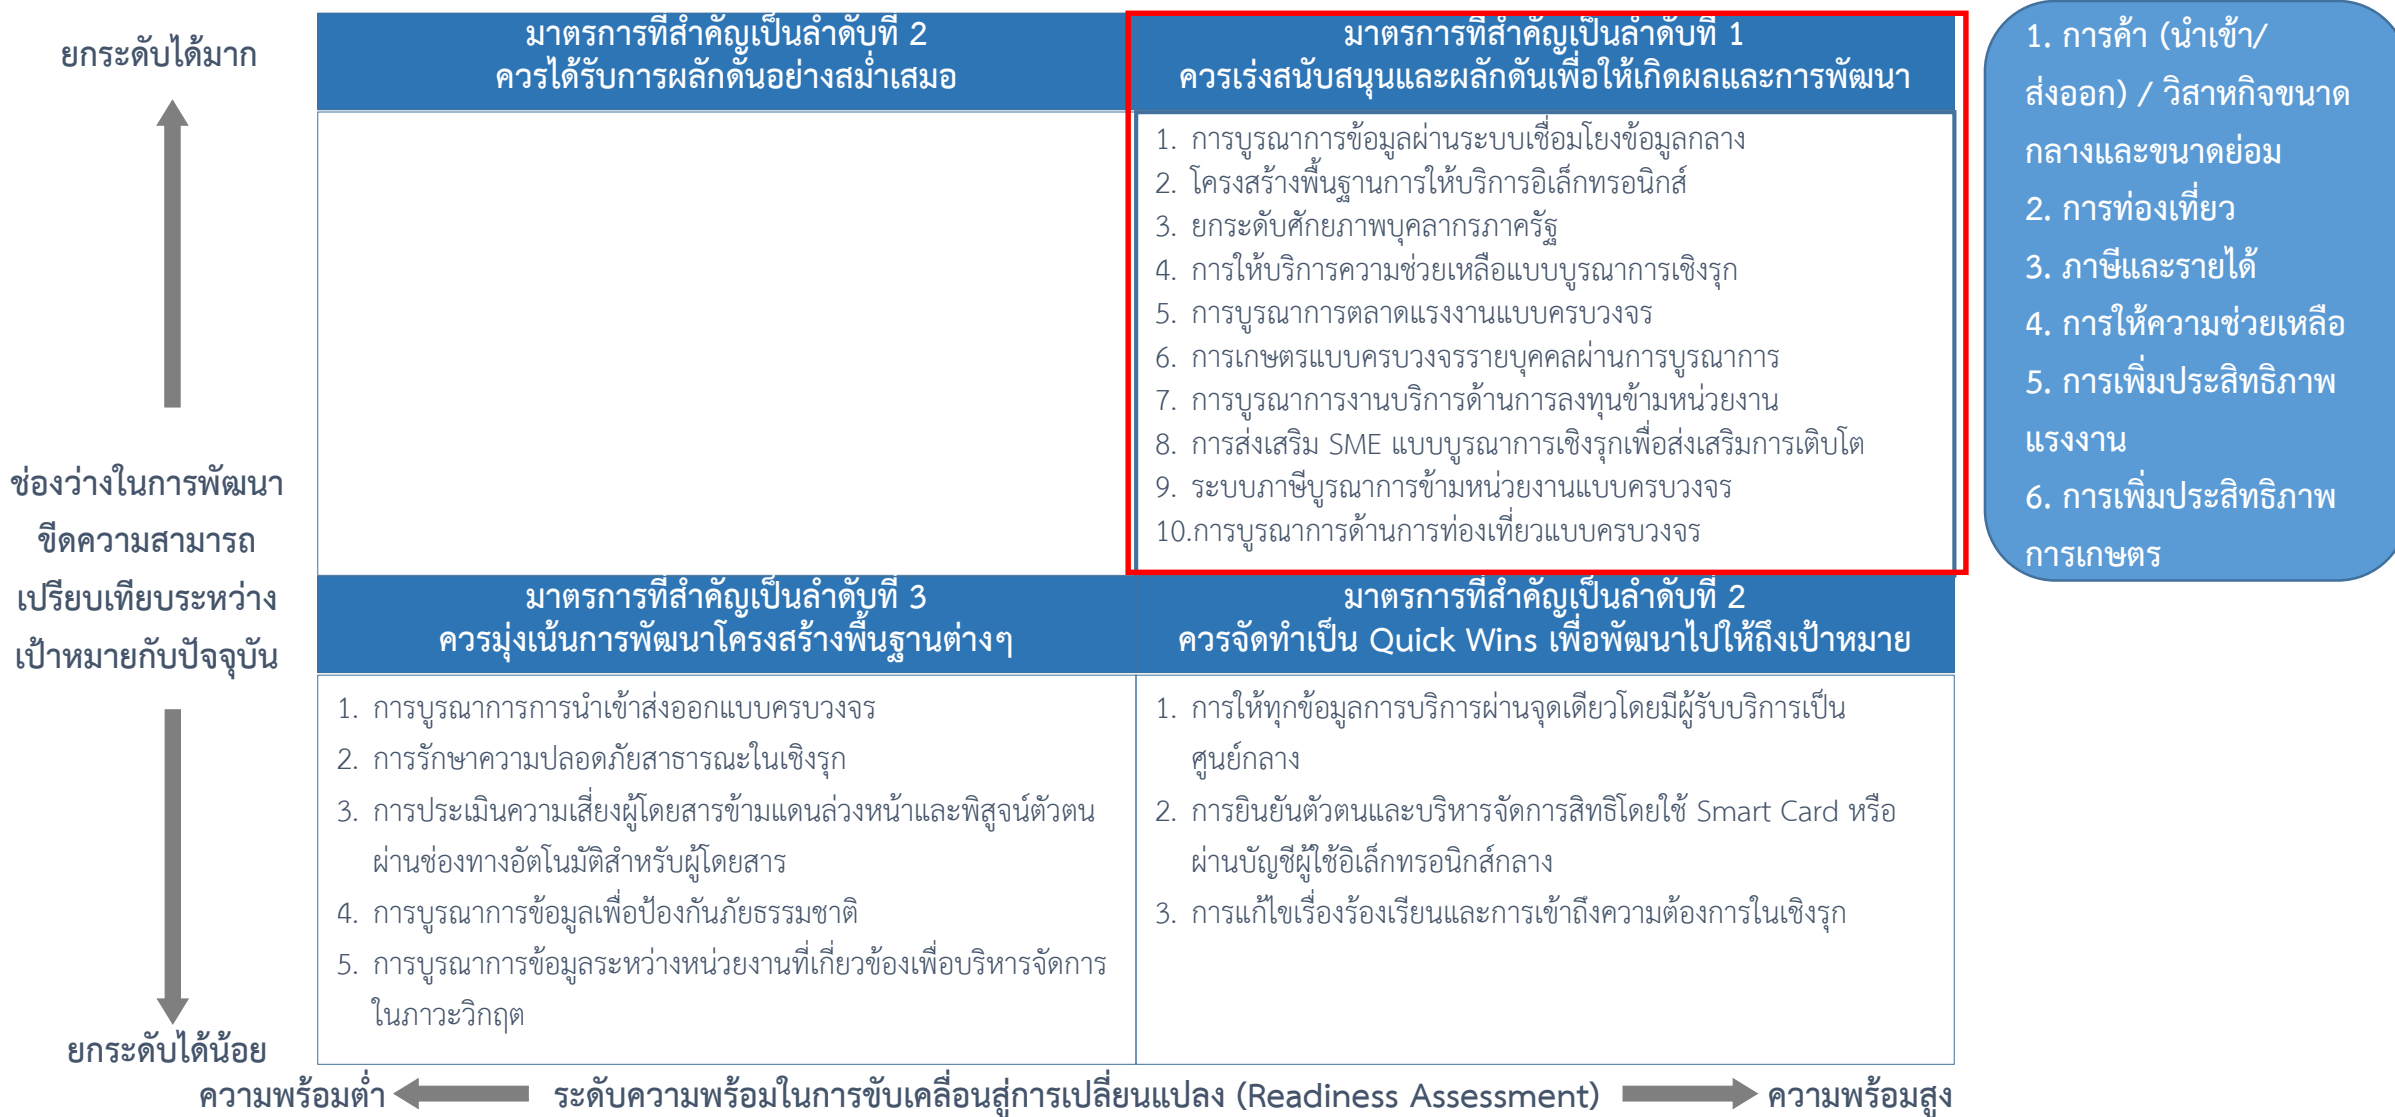 ยกระดับได้มาก
ช่องว่างในการพัฒนา
ขีดความสามารถ
เปรียบเทียบระหว่าง
เป้าหมายกับปัจจุบัน
ยกระดับได้น้อย
มาตรการที่สำคัญเป็นลำดับที่ 2
ควรได้รับการผลักดันอย่างสม่ำเสมอ
มาตรการที่สำคัญเป็นลำดับที่ 1
ควรเร่งสนับสนุนและผลักดันเพื่อให้เกิดผลและการพัฒนา
1. การบูรณาการข้อมูลผ่านระบบเชื่อมโยงข้อมูลกลาง
2. โครงสร้างพื้นฐานการให้บริการอิเล็กทรอนิกส์
3. ยกระดับศักยภาพบุคลากรภาครัฐ
4. การให้บริการความช่วยเหลือแบบบูรณาการเชิงรุก
5. การบูรณาการตลาดแรงงานแบบครบวงจร
6. การเกษตรแบบครบวงจรรายบุคคลผ่านการบูรณาการ
7. การบูรณาการงานบริการด้านการลงทุนข้ามหน่วยงาน
8. การส่งเสริม SME แบบบูรณาการเชิงรุกเพื่อส่งเสริมการเติบโต
9. ระบบภาษีบูรณาการข้ามหน่วยงานแบบครบวงจร
10.การบูรณาการด้านการท่องเที่ยวแบบครบวงจร
มาตรการที่สำคัญเป็นลำดับที่ 3
ควรมุ่งเน้นการพัฒนาโครงสร้างพื้นฐานต่างๆ
1. การบูรณาการการนำเข้าส่งออกแบบครบวงจร
2. การรักษาความปลอดภัยสาธารณะในเชิงรุก
3. การประเมินความเสี่ยงผู้โดยสารข้ามแดนล่วงหน้าและพิสูจน์ตัวตน
ผ่านช่องทางอัตโนมัติสำหรับผู้โดยสาร
4. การบูรณาการข้อมูลเพื่อป้องกันภัยธรรมชาติ
5. การบูรณาการข้อมูลระหว่างหน่วยงานที่เกี่ยวข้องเพื่อบริหารจัดการ
ในภาวะวิกฤต
มาตรการที่สำคัญเป็นลำดับที่ 2
ควรจัดทำเป็น Quick Wins เพื่อพัฒนาไปให้ถึงเป้าหมาย
1. การให้ทุกข้อมูลการบริการผ่านจุดเดียวโดยมีผู้รับบริการเป็น
ศูนย์กลาง
2. การยินยันตัวตนและบริหารจัดการสิทธิโดยใช้ Smart Card หรือ
ผ่านบัญชีผู้ใช้อิเล็กทรอนิกส์กลาง
3. การแก้ไขเรื่องร้องเรียนและการเข้าถึงความต้องการในเชิงรุก
ความพร้อมต่ำ
ระดับความพร้อมในการขับเคลื่อนสู่การเปลี่ยนแปลง (Readiness Assessment)
ความพร้อมสูง
1. การค้า (นำเข้า/
ส่งออก) / วิสาหกิจขนาด
กลางและขนาดย่อม
2. การท่องเที่ยว
3. ภาษีและรายได้
4. การให้ความช่วยเหลือ
5. การเพิ่มประสิทธิภาพ
แรงงาน
6. การเพิ่มประสิทธิภาพ
การเกษตร